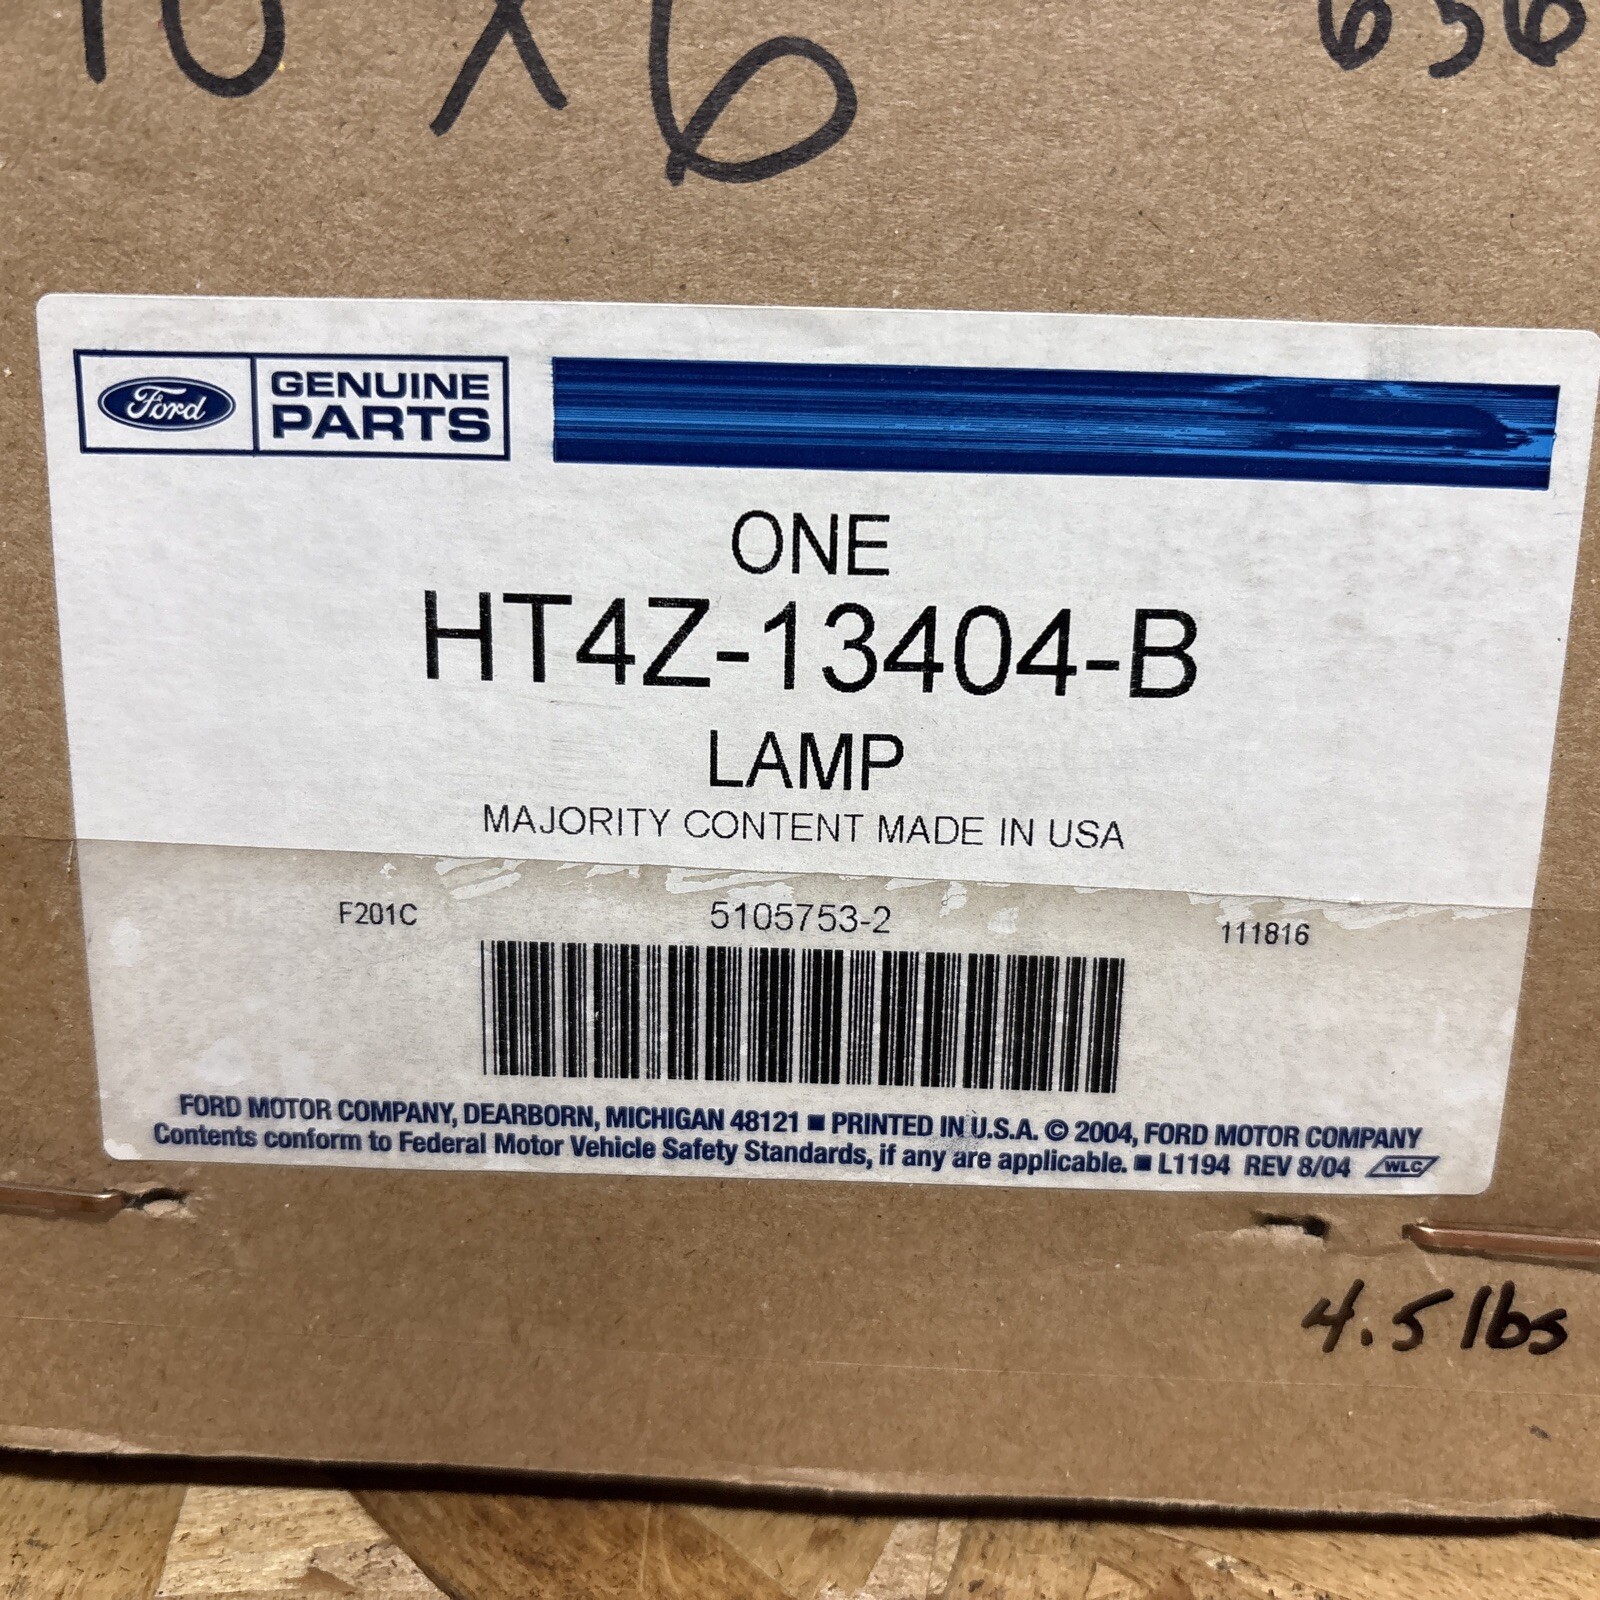 x 6
Ford
GENUINE
PARTS
ONE
HT4Z-13404-B
LAMP
MAJORITY CONTENT MADE IN USA
F201C 5105753-2 111816
FORD MOTOR COMPANY, DEARBORN, MICHIGAN 48121 ■ PRINTED IN U.S.A. © 2004, FORD MOTOR COMPANY
Contents conform to Federal Motor Vehicle Safety Standards, if any are applicable. ■ L1194 REV 8/04 WLC
4.5 lbs